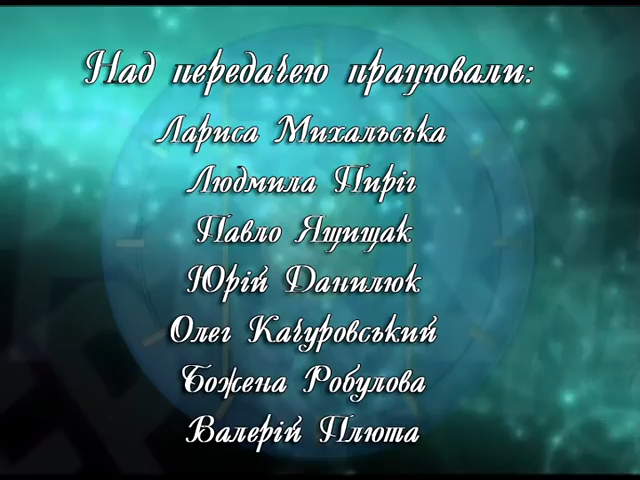 Над передачею працювали:
Лариса Михальська
Людмила Пиріг
Павло Ящищак
Юрій Данилюк
Олег Качуровський
Божена Робулова
Валерій Плюта